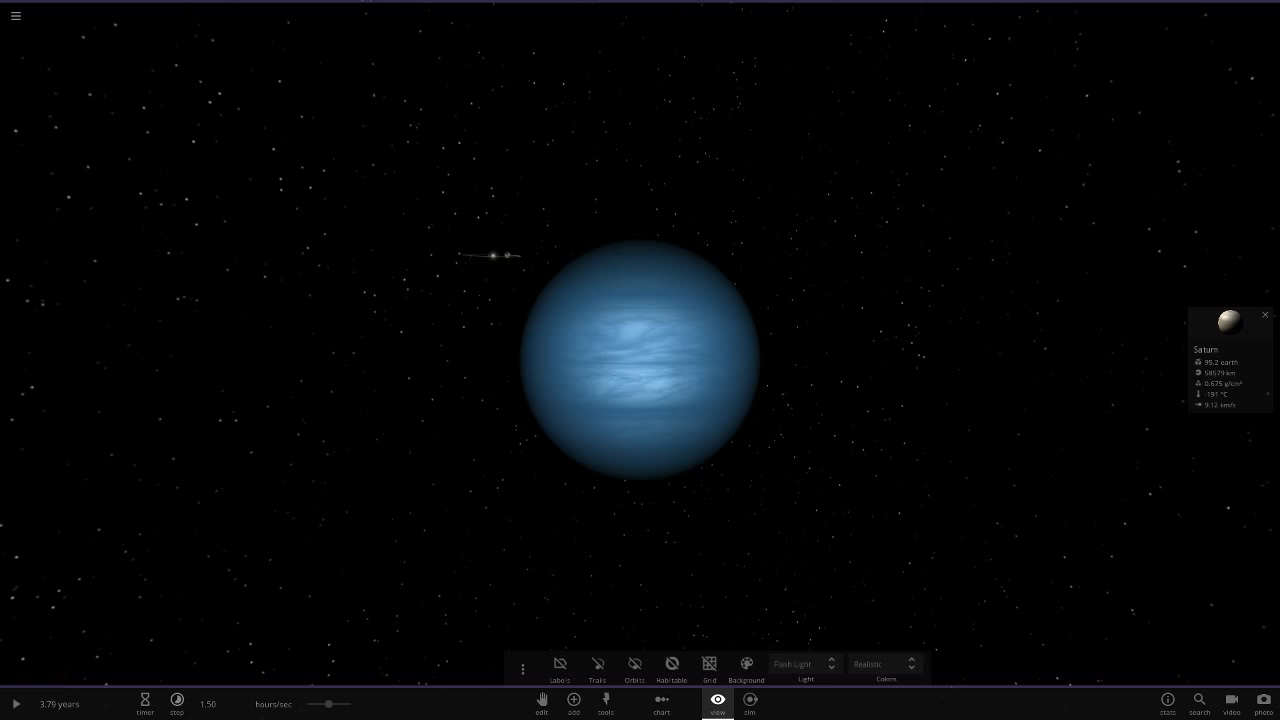 Saturn
95.2 earth
58579 km
0.675 g/cm³
-191 °C
9.12 km/s
Flash Light
Realistic
Labels
Trails
Orbits
Habitable
Grid
Background
Light
Colors
3.79 years
timer
step
1.50
hours/sec
edit
add
tools
chart
view
sim
stats
search
video
photo